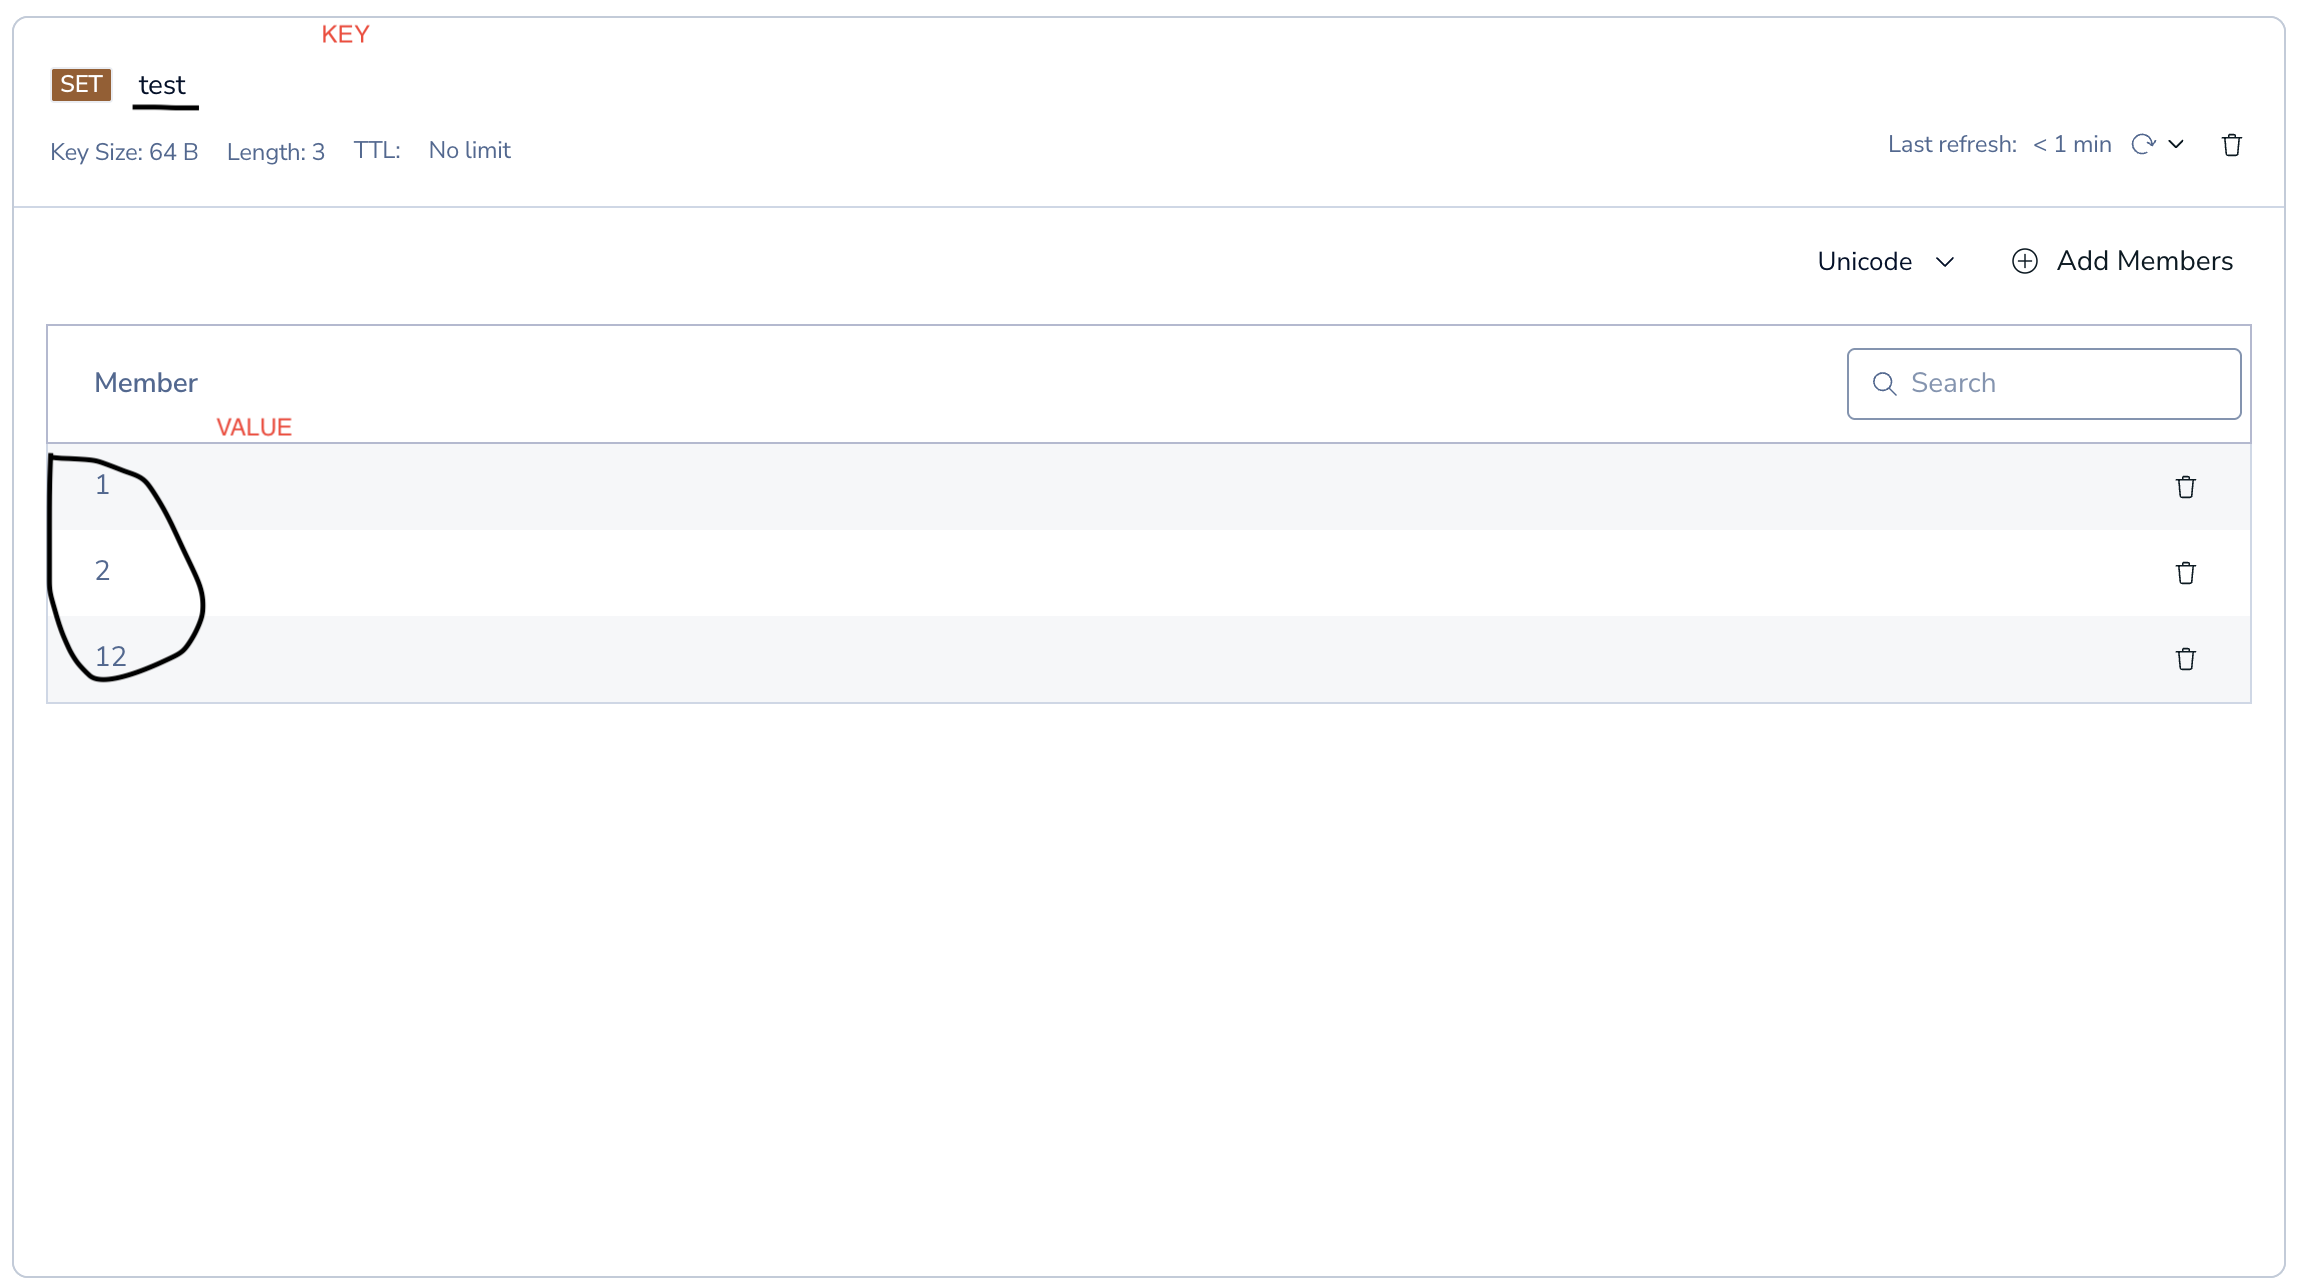 KEY
SET test
Key Size: 64 B Length: 3 TTL: No limit
Last refresh: < 1 min
Unicode Add Members
Member Search
VALUE
1
2
12